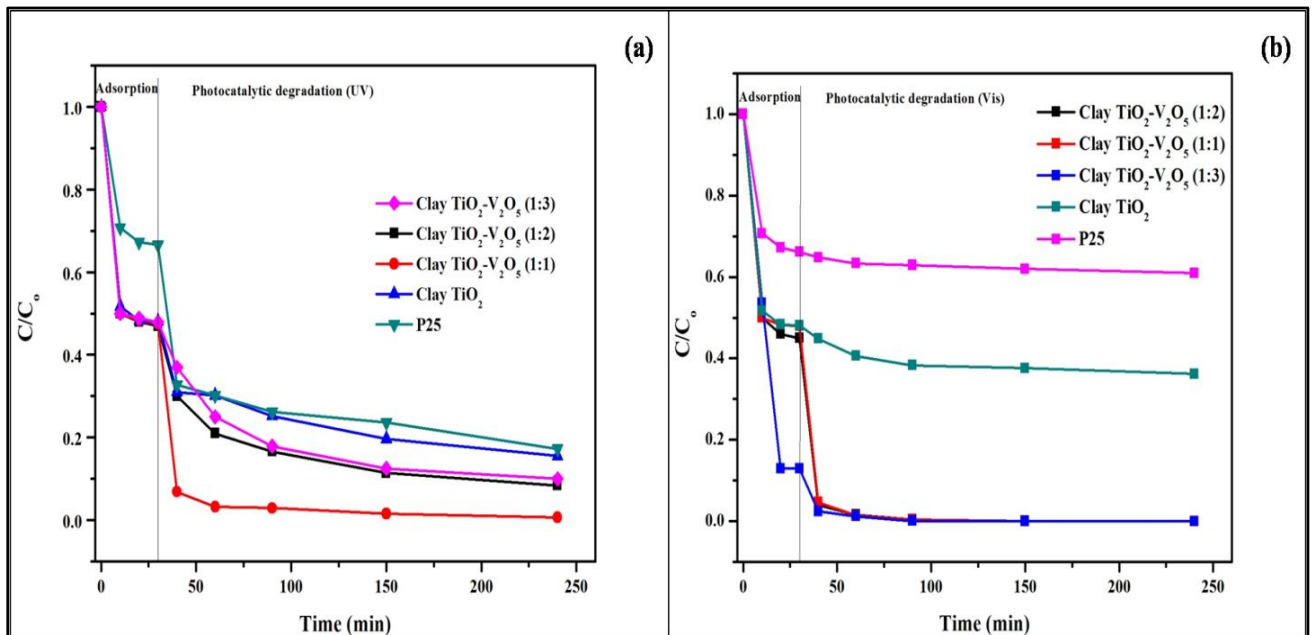 (a)
Adsorption
Photocatalytic degradation (UV)
1.0
0.8
0.6
0.4
0.2
0.0
C/Cₒ
Clay TiO₂-V₂O₅ (1:3)
Clay TiO₂-V₂O₅ (1:2)
Clay TiO₂-V₂O₅ (1:1)
Clay TiO₂
P25
0
50
100
150
200
250
Time (min)
(b)
Adsorption
Photocatalytic degradation (Vis)
1.0
0.8
0.6
0.4
0.2
0.0
C/Cₒ
Clay TiO₂-V₂O₅ (1:2)
Clay TiO₂-V₂O₅ (1:1)
Clay TiO₂-V₂O₅ (1:3)
Clay TiO₂
P25
0
50
100
150
200
250
Time (min)